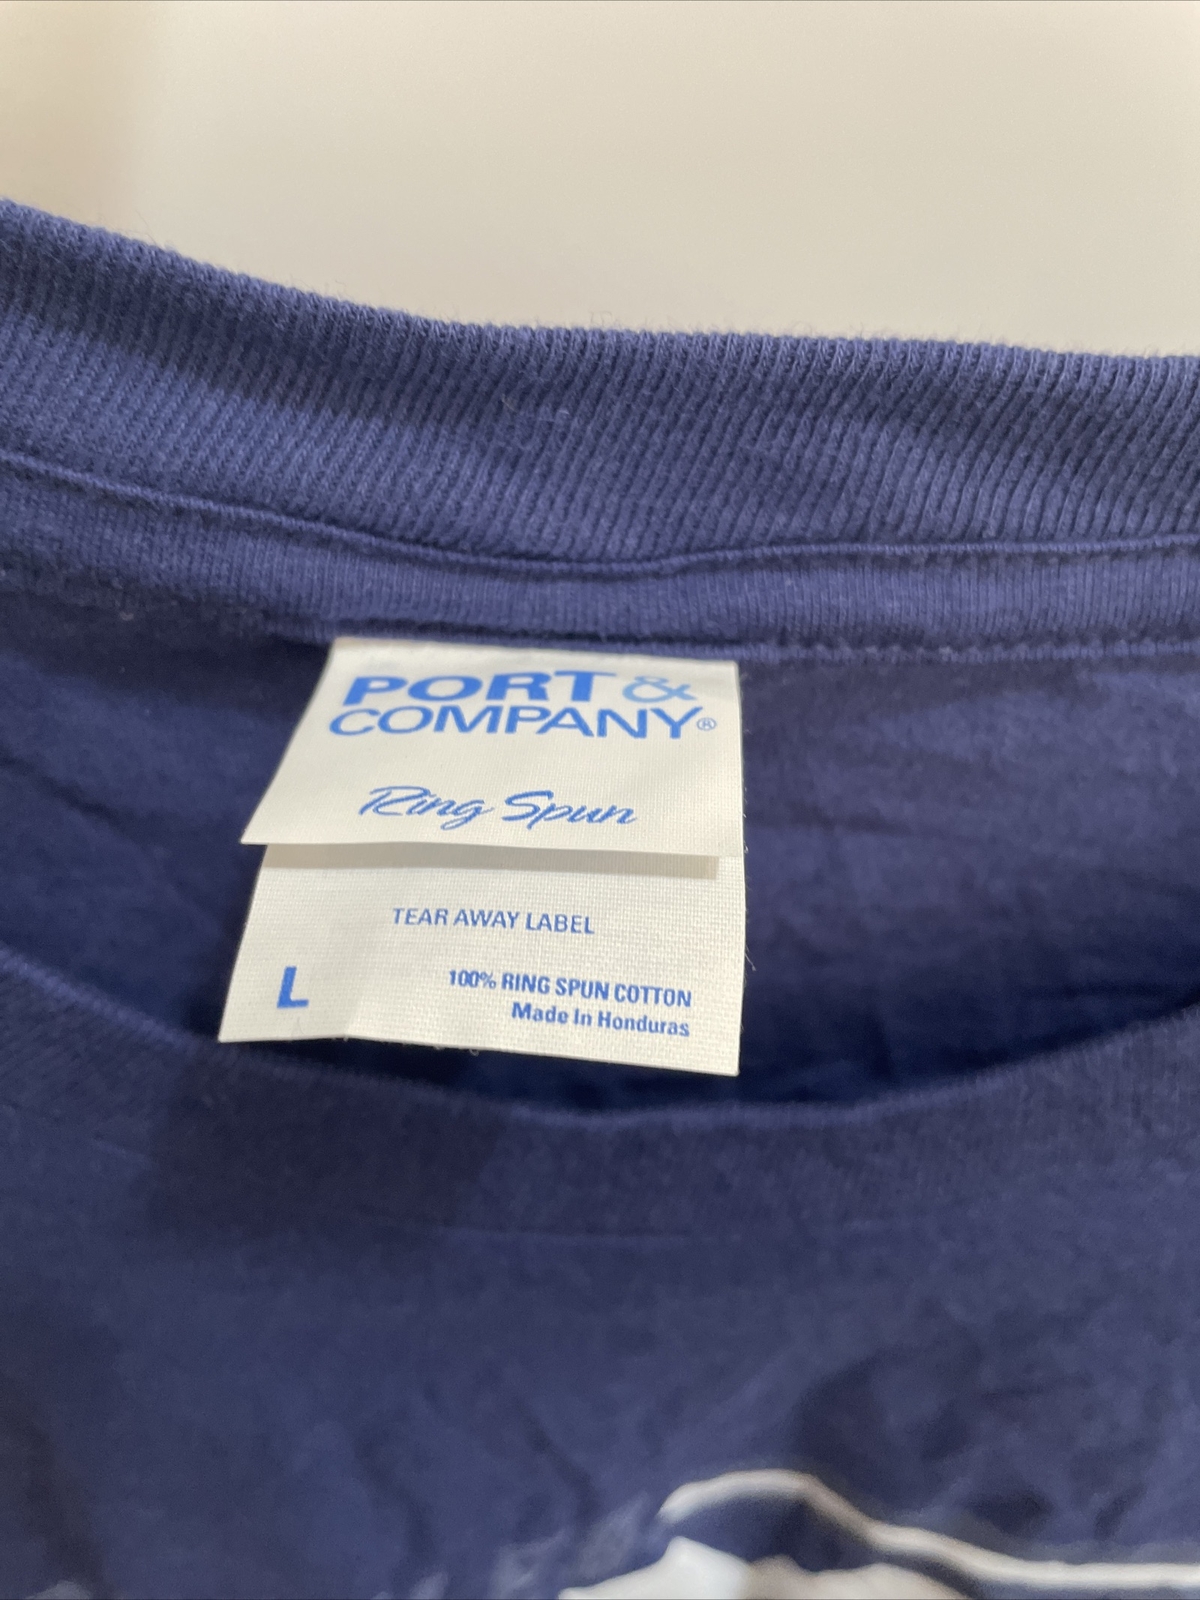 PORT &
COMPANY®
Ring Spun
TEAR AWAY LABEL
L
100% RING SPUN COTTON
Made In Honduras